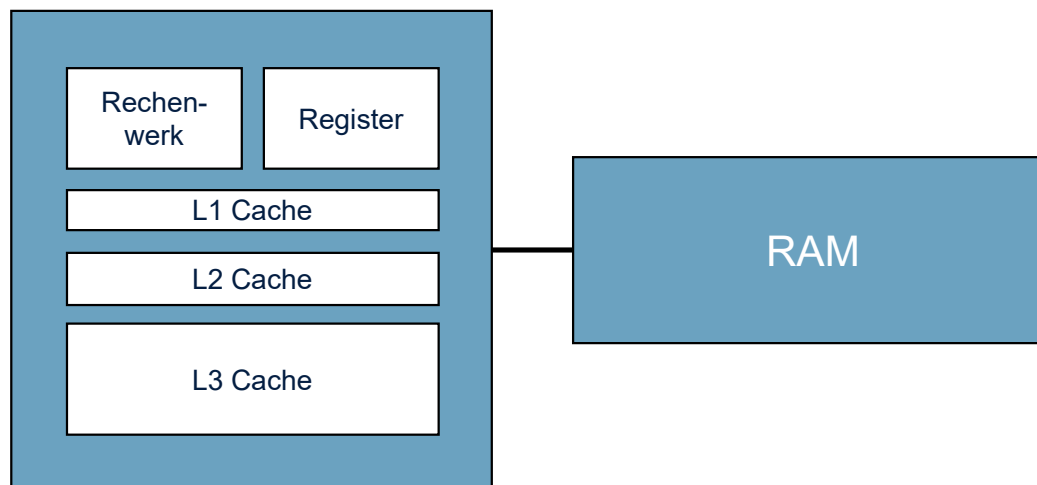 Rechen-
werk
Register
L1 Cache
L2 Cache
L3 Cache
RAM